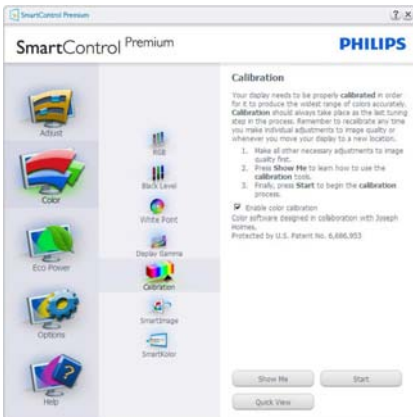 SmartControl Premium
SmartControl Premium
PHILIPS
Adjust
Color
Eco Power
Options
Help
RGB
Black Level
White Point
Display Gamma
Calibration
SmartImage
SmartKolor
Calibration
Your display needs to be properly calibrated in order
for it to produce the widest range of colors accurately.
Calibration should always take place as the last tuning
step in the process. Remember to recalibrate any time
you make individual adjustments to image quality or
whenever you move your display to a new location.
1. Make all other necessary adjustments to image
quality first.
2. Press Show Me to learn how to use the
calibration tools.
3. Finally, press Start to begin the calibration
process.
Enable color calibration
Color software designed in collaboration with Joseph
Holmes.
Protected by U.S. Patent No. 6,686,953
Show Me
Start
Quick View